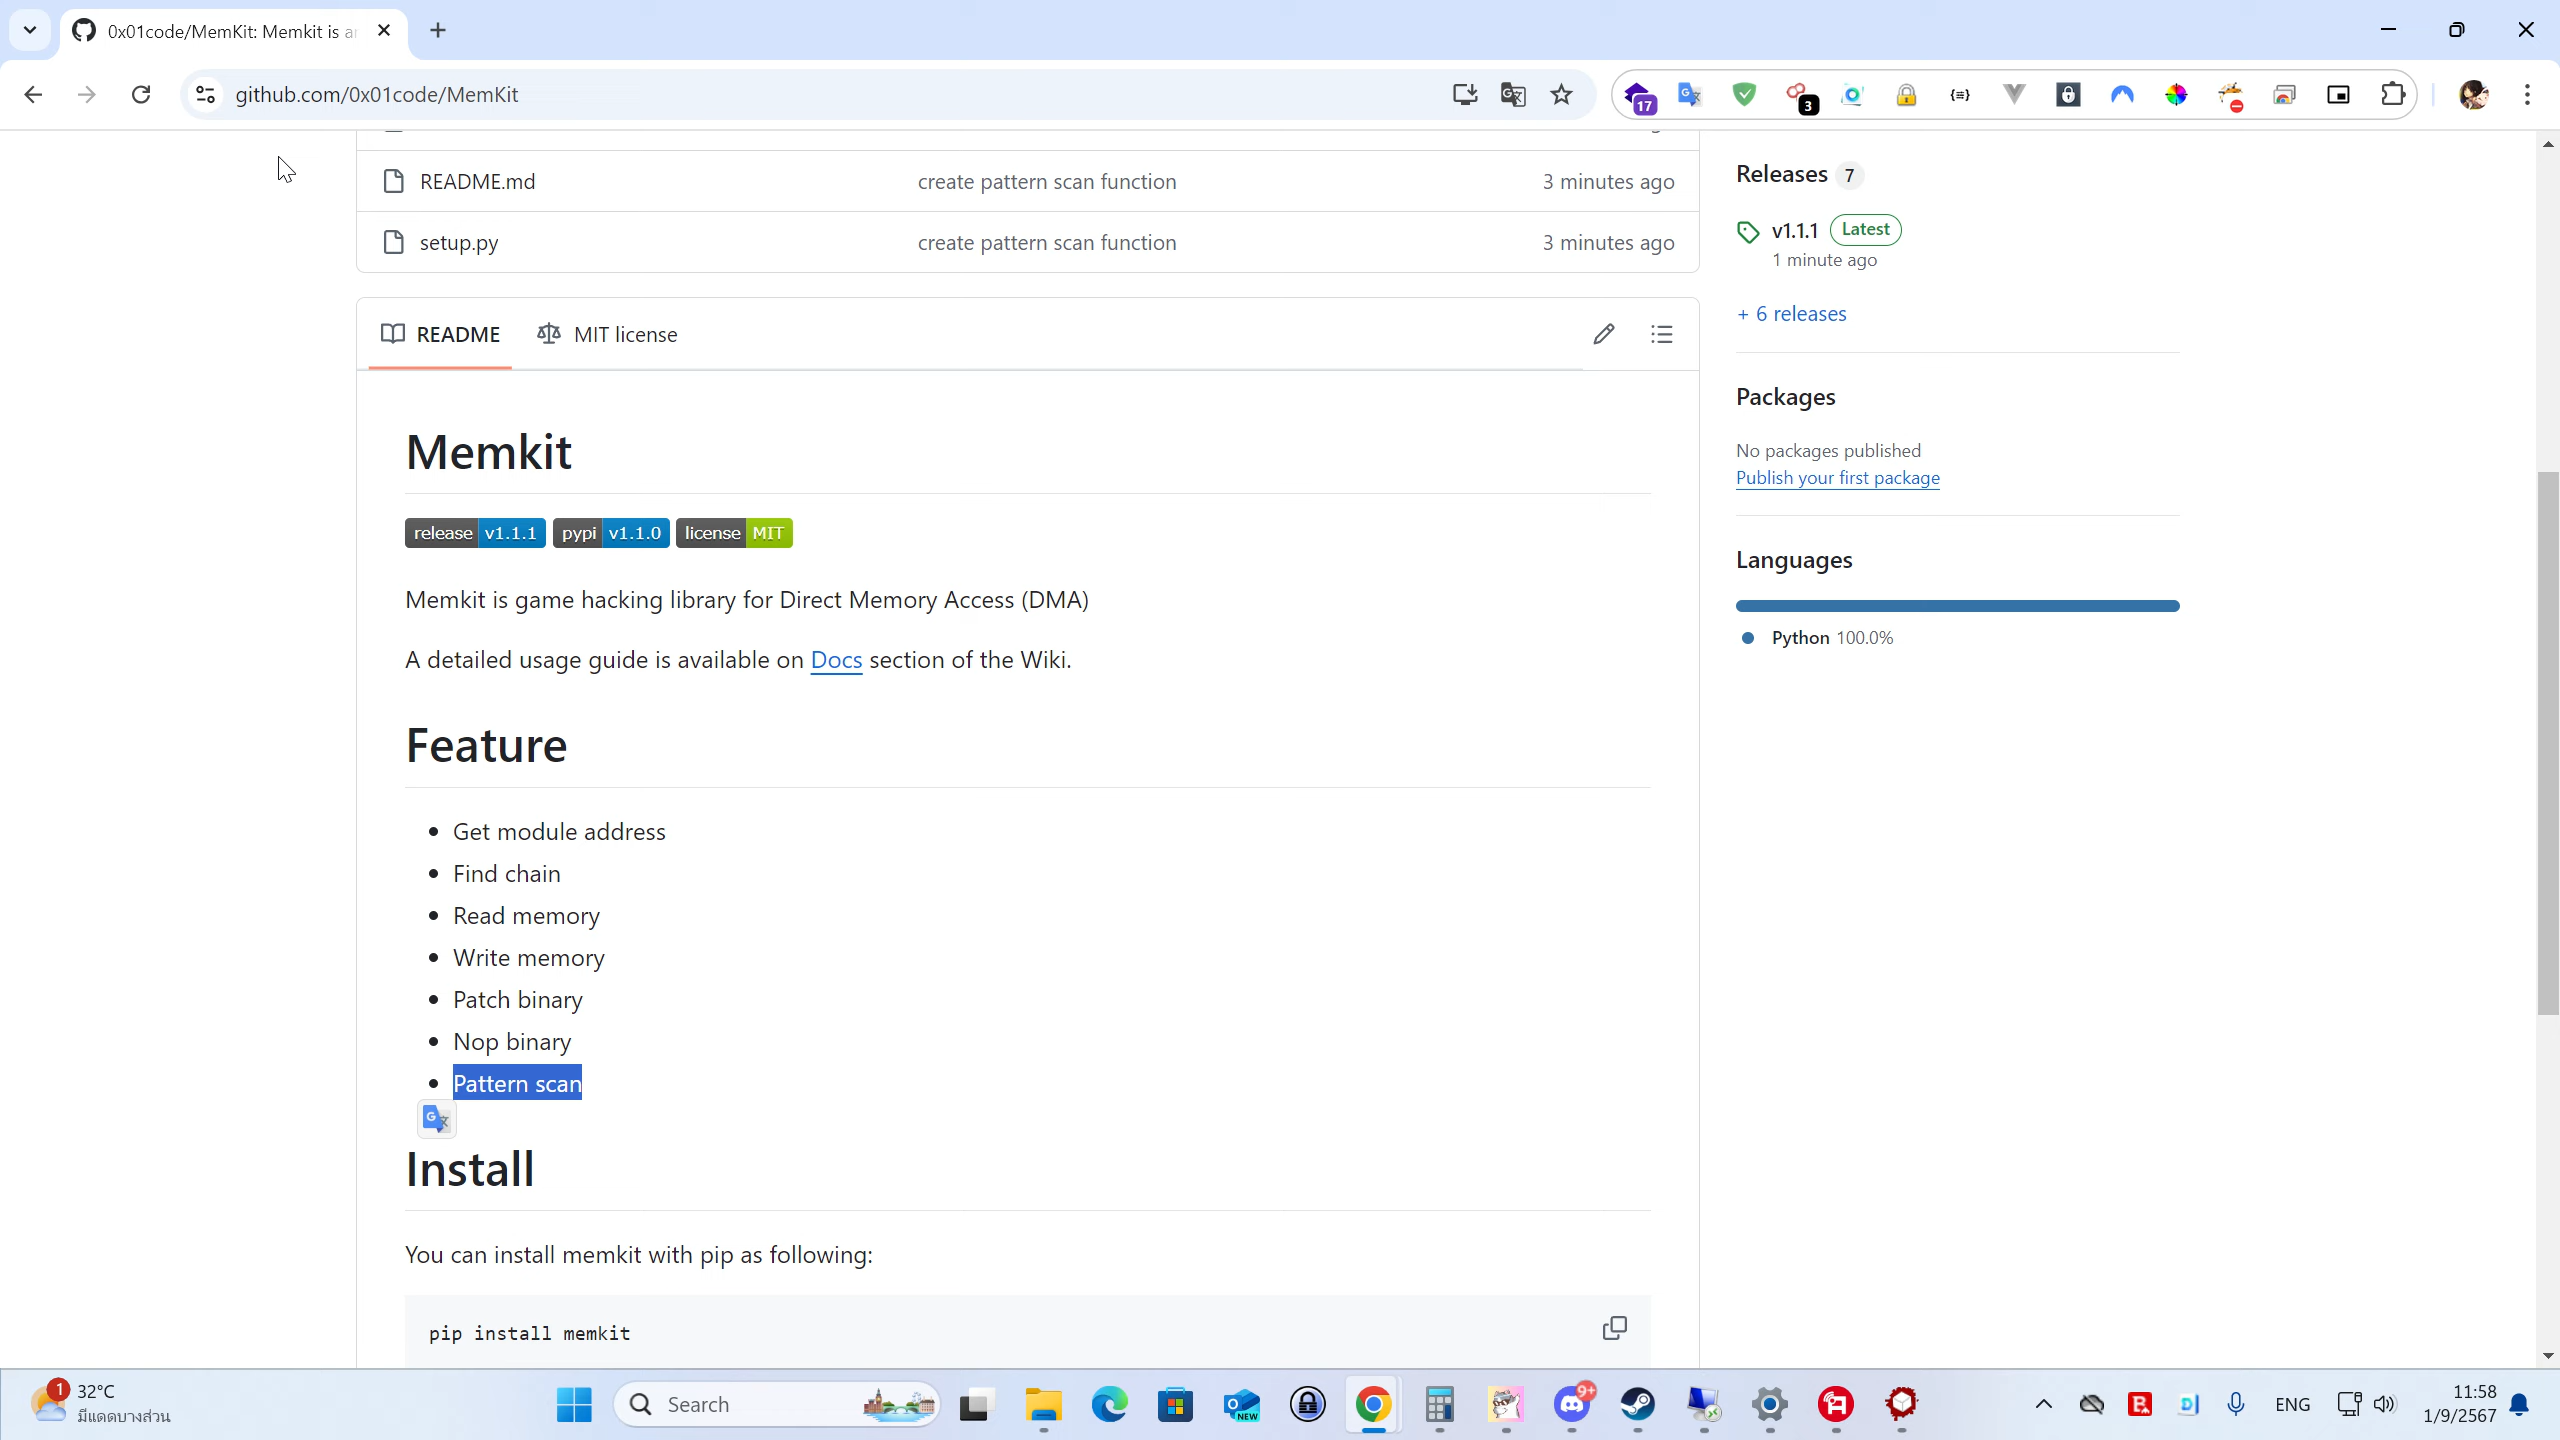 0x01code/MemKit: Memkit is a
github.com/0x01code/MemKit
17
3
README.md
create pattern scan function
3 minutes ago
setup.py
create pattern scan function
3 minutes ago
README
MIT license
Memkit
release v1.1.1
pypi v1.1.0
license MIT
Memkit is game hacking library for Direct Memory Access (DMA)
A detailed usage guide is available on Docs section of the Wiki.
Feature
Get module address
Find chain
Read memory
Write memory
Patch binary
Nop binary
Pattern scan
Install
You can install memkit with pip as following:
pip install memkit
Releases 7
v1.1.1 Latest
1 minute ago
+ 6 releases
Packages
No packages published
Publish your first package
Languages
Python 100.0%
1
32°C
มีแดดบางส่วน
Search
NEW
9+
ENG
11:58
1/9/2567